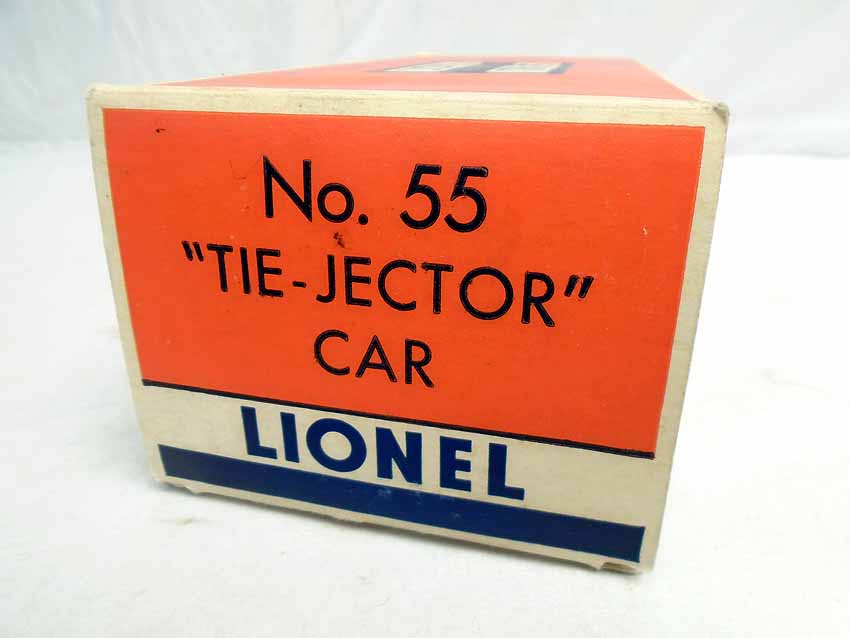 No. 55
"TIE-JECTOR"
CAR
LIONEL